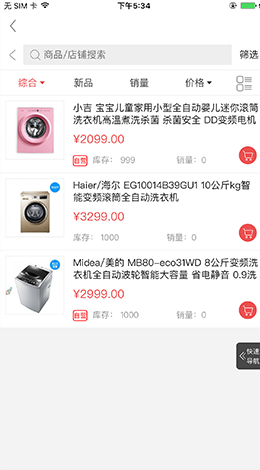 无 SIM 卡 下午5:34
商品/店铺搜索 筛选
综合 新品 销量 价格
小吉 宝宝儿童家用小型全自动婴儿迷你滚筒
洗衣机高温煮洗杀菌 杀菌安全 DD变频电机
¥2099.00
自营 库存： 999 销量：0
Haier/海尔 EG10014B39GU1 10公斤kg智
能变频滚筒全自动洗衣机
¥3299.00
库存：1000 销量：0
Midea/美的 MB80-eco31WD 8公斤变频洗
衣机全自动波轮智能大容量 省电静音 0.9洗
¥2999.00
自营 库存： 1000 销量：0
快速
导航